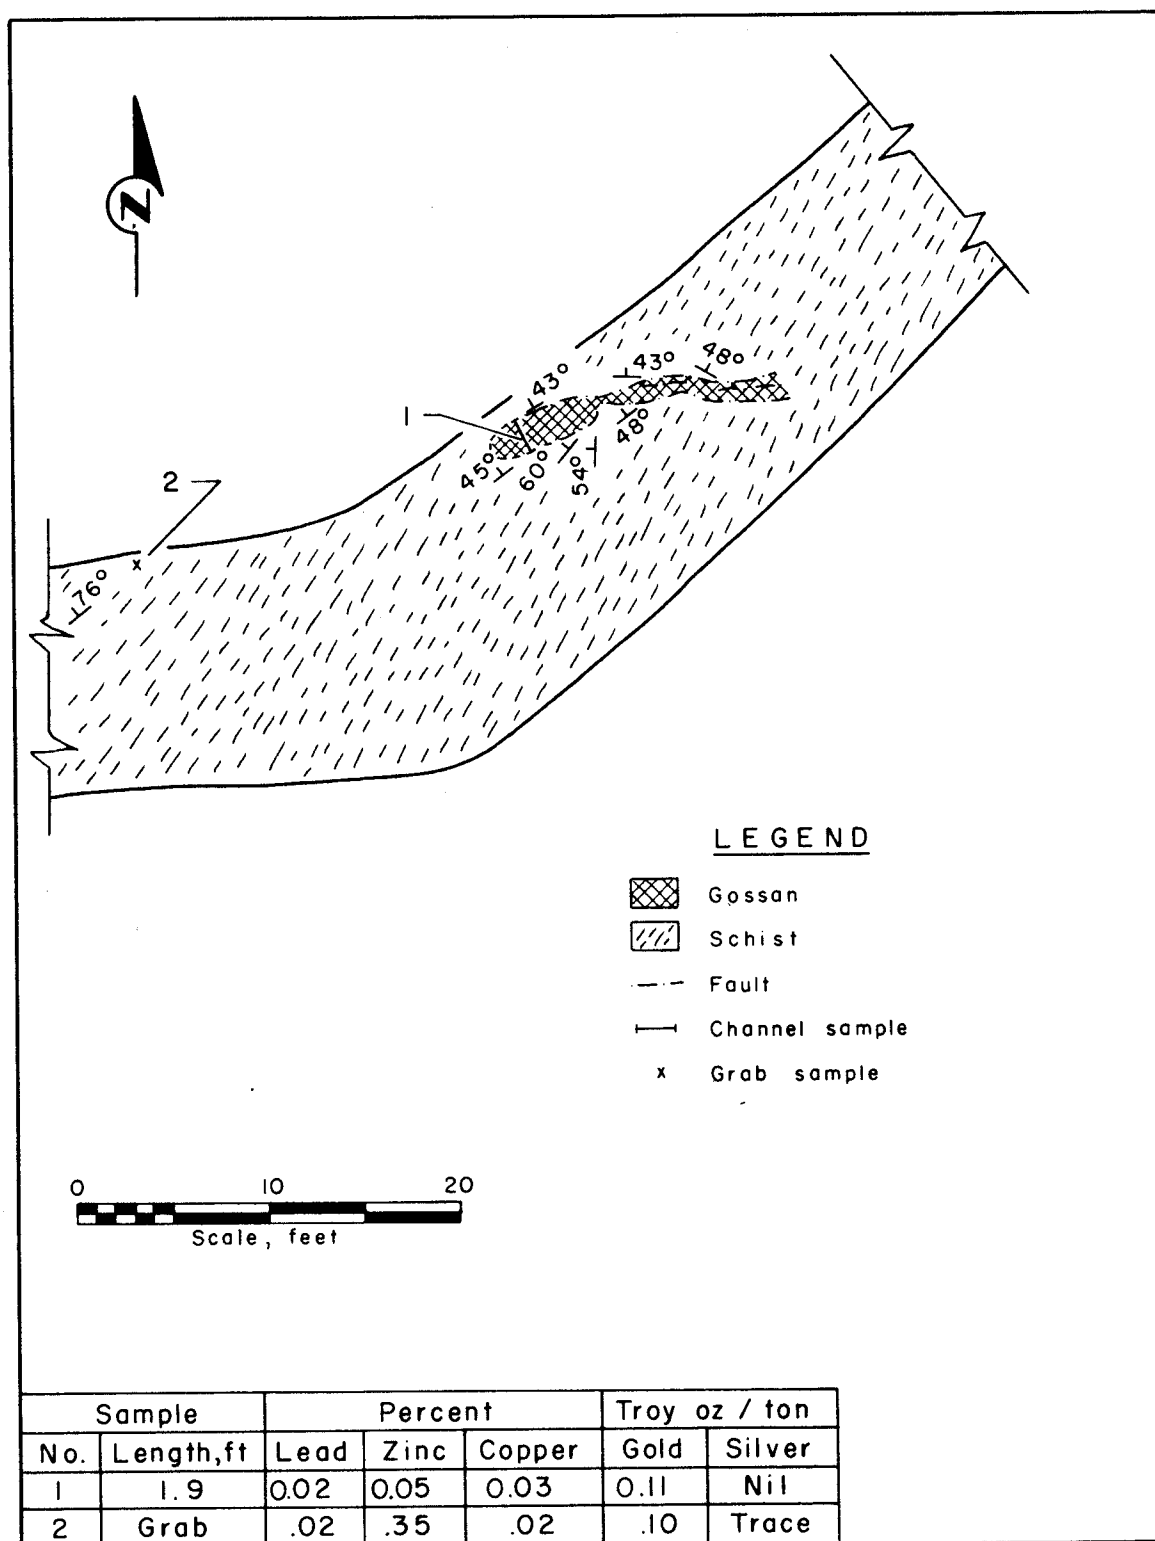 N
43°
48°
43°
1
48°
45°
60°
54°
2
76°
LEGEND
Gossan
Schist
Fault
Channel sample
x Grab sample
0 10 20
Scale, feet
Sample Percent Troy oz / ton
No. Length,ft Lead Zinc Copper Gold Silver
1 1.9 0.02 0.05 0.03 0.11 Nil
2 Grab .02 .35 .02 .10 Trace